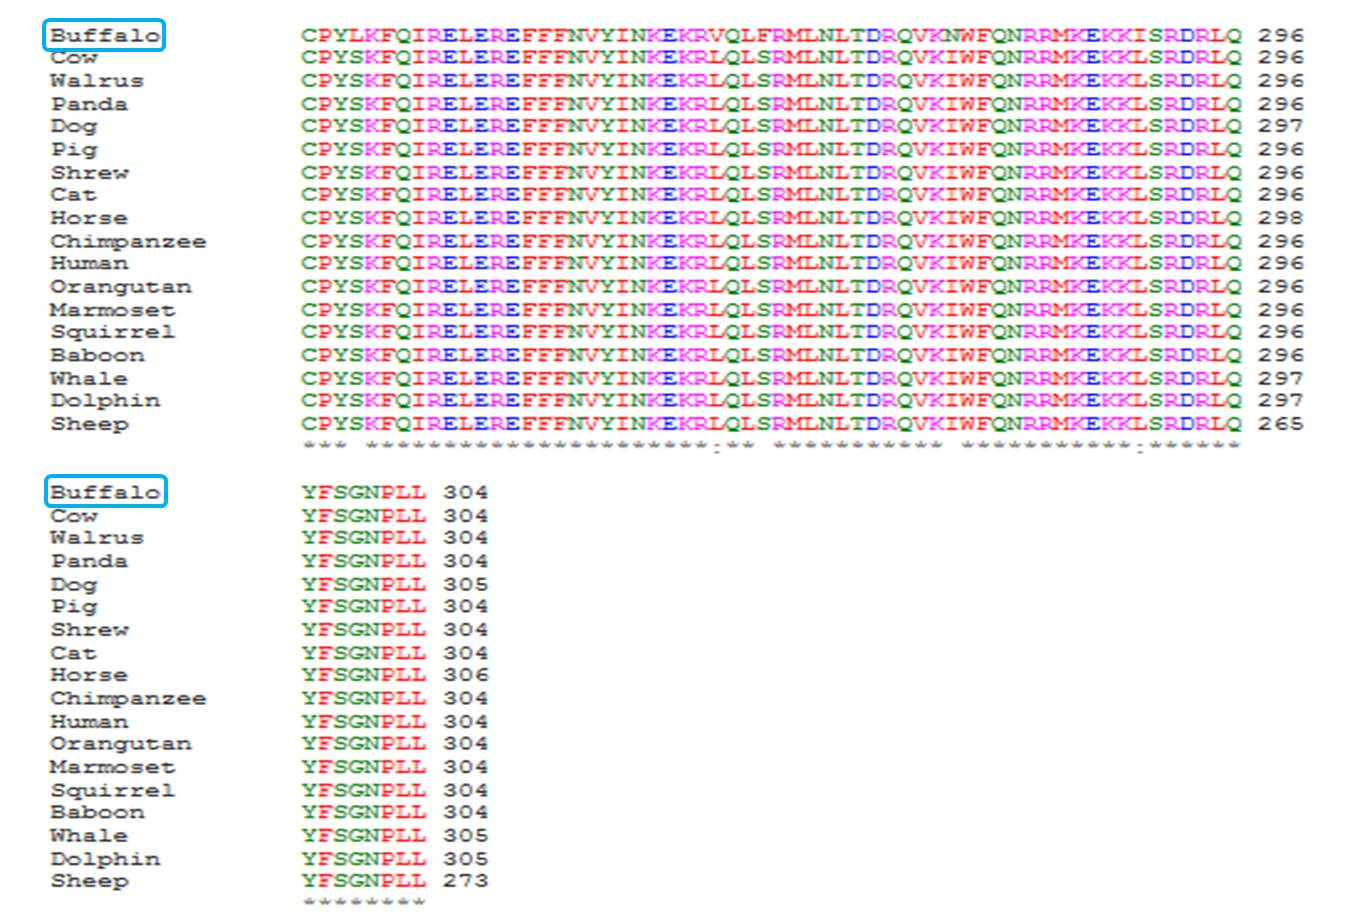 Buffalo CPYLKFQIRELEREFFFNVYINKEKRVQLFRMLNLTDRQVKNWFQNRRMKEKKISRDRLQ 296
Cow CPYSKFQIRELEREFFFNVYINKEKRLQLSRMLNLTDRQVKIWFQNRRMKEKKLSRDRLQ 296
Walrus CPYSKFQIRELEREFFFNVYINKEKRLQLSRMLNLTDRQVKIWFQNRRMKEKKLSRDRLQ 296
Panda CPYSKFQIRELEREFFFNVYINKEKRLQLSRMLNLTDRQVKIWFQNRRMKEKKLSRDRLQ 296
Dog CPYSKFQIRELEREFFFNVYINKEKRLQLSRMLNLTDRQVKIWFQNRRMKEKKLSRDRLQ 297
Pig CPYSKFQIRELEREFFFNVYINKEKRLQLSRMLNLTDRQVKIWFQNRRMKEKKLSRDRLQ 296
Shrew CPYSKFQIRELEREFFFNVYINKEKRLQLSRMLNLTDRQVKIWFQNRRMKEKKLSRDRLQ 296
Cat CPYSKFQIRELEREFFFNVYINKEKRLQLSRMLNLTDRQVKIWFQNRRMKEKKLSRDRLQ 296
Horse CPYSKFQIRELEREFFFNVYINKEKRLQLSRMLNLTDRQVKIWFQNRRMKEKKLSRDRLQ 298
Chimpanzee CPYSKFQIRELEREFFFNVYINKEKRLQLSRMLNLTDRQVKIWFQNRRMKEKKLSRDRLQ 296
Human CPYSKFQIRELEREFFFNVYINKEKRLQLSRMLNLTDRQVKIWFQNRRMKEKKLSRDRLQ 296
Orangutan CPYSKFQIRELEREFFFNVYINKEKRLQLSRMLNLTDRQVKIWFQNRRMKEKKLSRDRLQ 296
Marmoset CPYSKFQIRELEREFFFNVYINKEKRLQLSRMLNLTDRQVKIWFQNRRMKEKKLSRDRLQ 296
Squirrel CPYSKFQIRELEREFFFNVYINKEKRLQLSRMLNLTDRQVKIWFQNRRMKEKKLSRDRLQ 296
Baboon CPYSKFQIRELEREFFFNVYINKEKRLQLSRMLNLTDRQVKIWFQNRRMKEKKLSRDRLQ 296
Whale CPYSKFQIRELEREFFFNVYINKEKRLQLSRMLNLTDRQVKIWFQNRRMKEKKLSRDRLQ 297
Dolphin CPYSKFQIRELEREFFFNVYINKEKRLQLSRMLNLTDRQVKIWFQNRRMKEKKLSRDRLQ 297
Sheep CPYSKFQIRELEREFFFNVYINKEKRLQLSRMLNLTDRQVKIWFQNRRMKEKKLSRDRLQ 265
*** **********************:** *********** ***********:******
Buffalo YFSGNPLL 304
Cow YFSGNPLL 304
Walrus YFSGNPLL 304
Panda YFSGNPLL 304
Dog YFSGNPLL 305
Pig YFSGNPLL 304
Shrew YFSGNPLL 304
Cat YFSGNPLL 304
Horse YFSGNPLL 306
Chimpanzee YFSGNPLL 304
Human YFSGNPLL 304
Orangutan YFSGNPLL 304
Marmoset YFSGNPLL 304
Squirrel YFSGNPLL 304
Baboon YFSGNPLL 304
Whale YFSGNPLL 305
Dolphin YFSGNPLL 305
Sheep YFSGNPLL 273
********